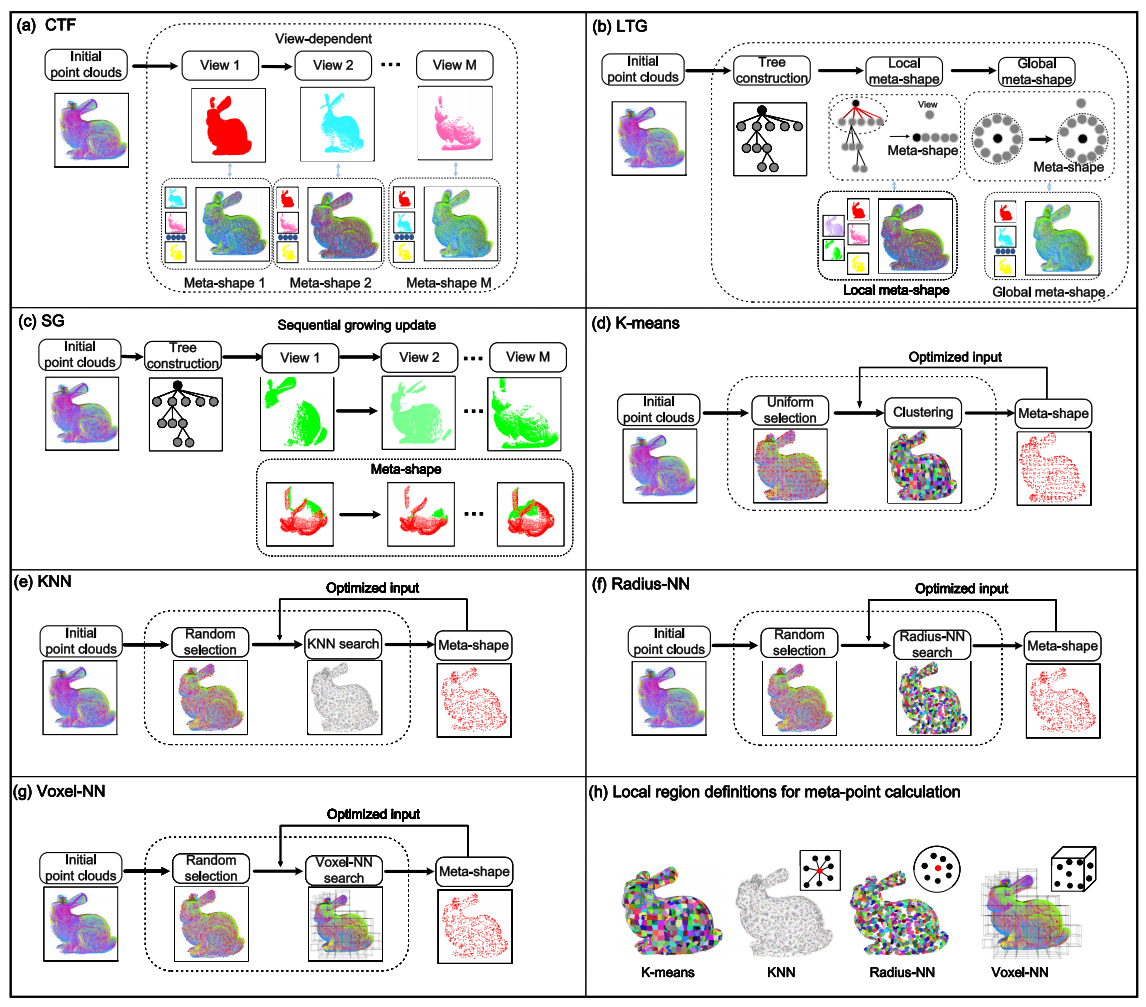 (a) CTF
View-dependent
Initial
point clouds
View 1
View 2
View M
Meta-shape 1
Meta-shape 2
Meta-shape M
(b) LTG
Initial
point clouds
Tree
construction
Local
meta-shape
Global
meta-shape
View
Meta-shape
Meta-shape
Local meta-shape
Global meta-shape
(c) SG
Sequential growing update
Initial
point clouds
Tree
construction
View 1
View 2
View M
Meta-shape
(d) K-means
Optimized input
Initial
point clouds
Uniform
selection
Clustering
Meta-shape
(e) KNN
Optimized input
Initial
point clouds
Random
selection
KNN search
Meta-shape
(f) Radius-NN
Optimized input
Initial
point clouds
Random
selection
Radius-NN
search
Meta-shape
(g) Voxel-NN
Optimized input
Initial
point clouds
Random
selection
Voxel-NN
search
Meta-shape
(h) Local region definitions for meta-point calculation
K-means
KNN
Radius-NN
Voxel-NN